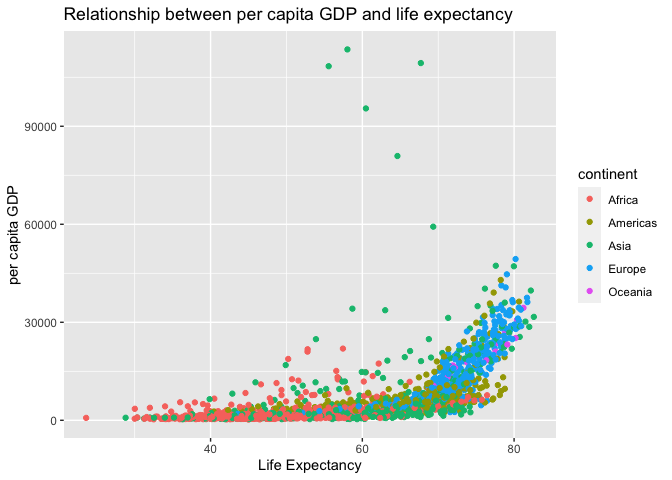 Relationship between per capita GDP and life expectancy
per capita GDP
90000
60000
30000
0
40
60
80
Life Expectancy
continent
Africa
Americas
Asia
Europe
Oceania